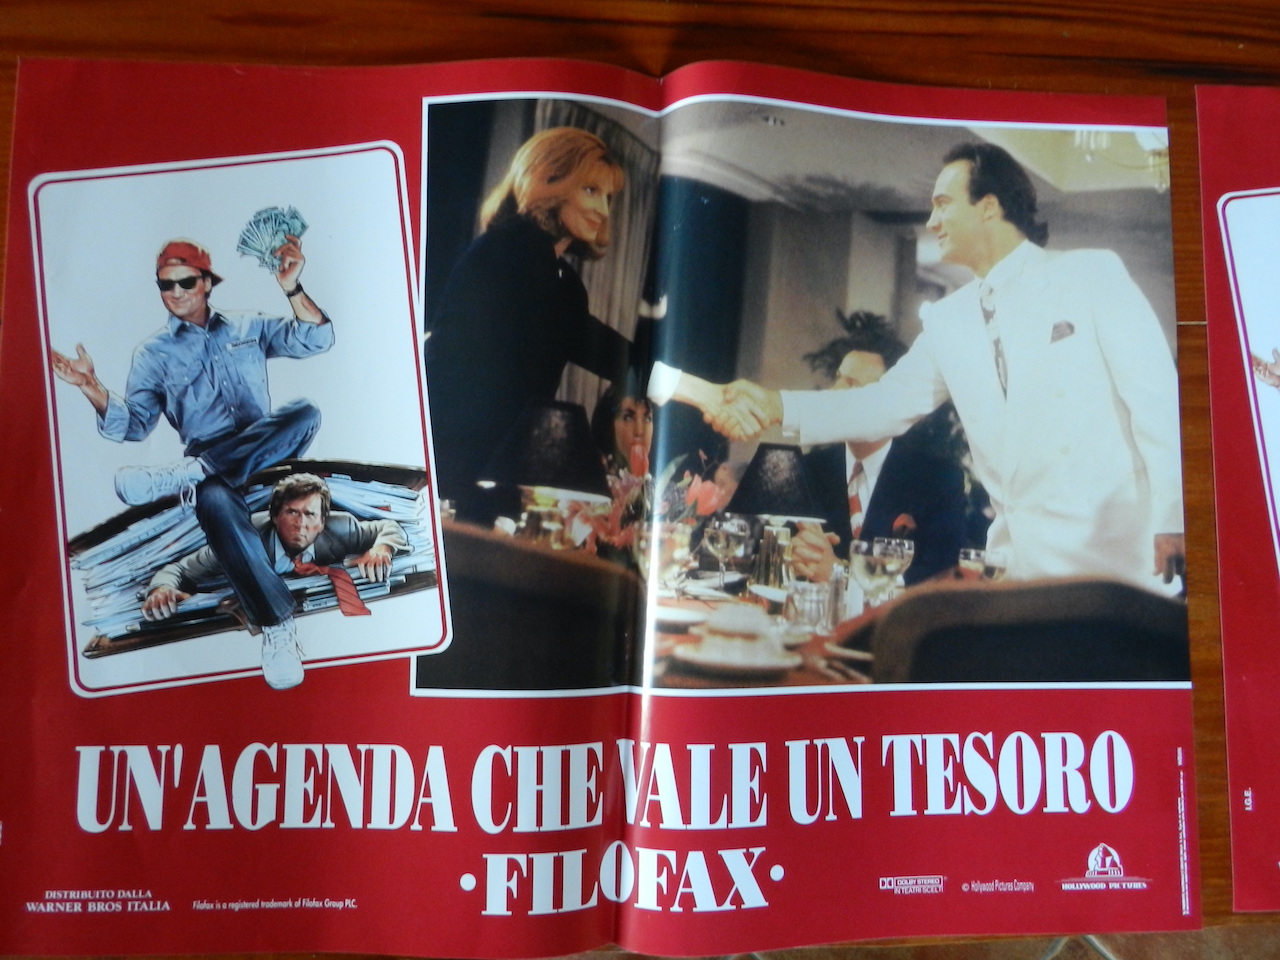 UN'AGENDA CHE VALE UN TESORO
·FILOFAX·
DISTRIBUITO DALLA
WARNER BROS ITALIA
Filofax is a registered trademark of Filofax Group PLC.
DOLBY STEREO
IN TEATRI SCELTI
© Hollywood Pictures Company
HOLLYWOOD PICTURES
I.G.E.